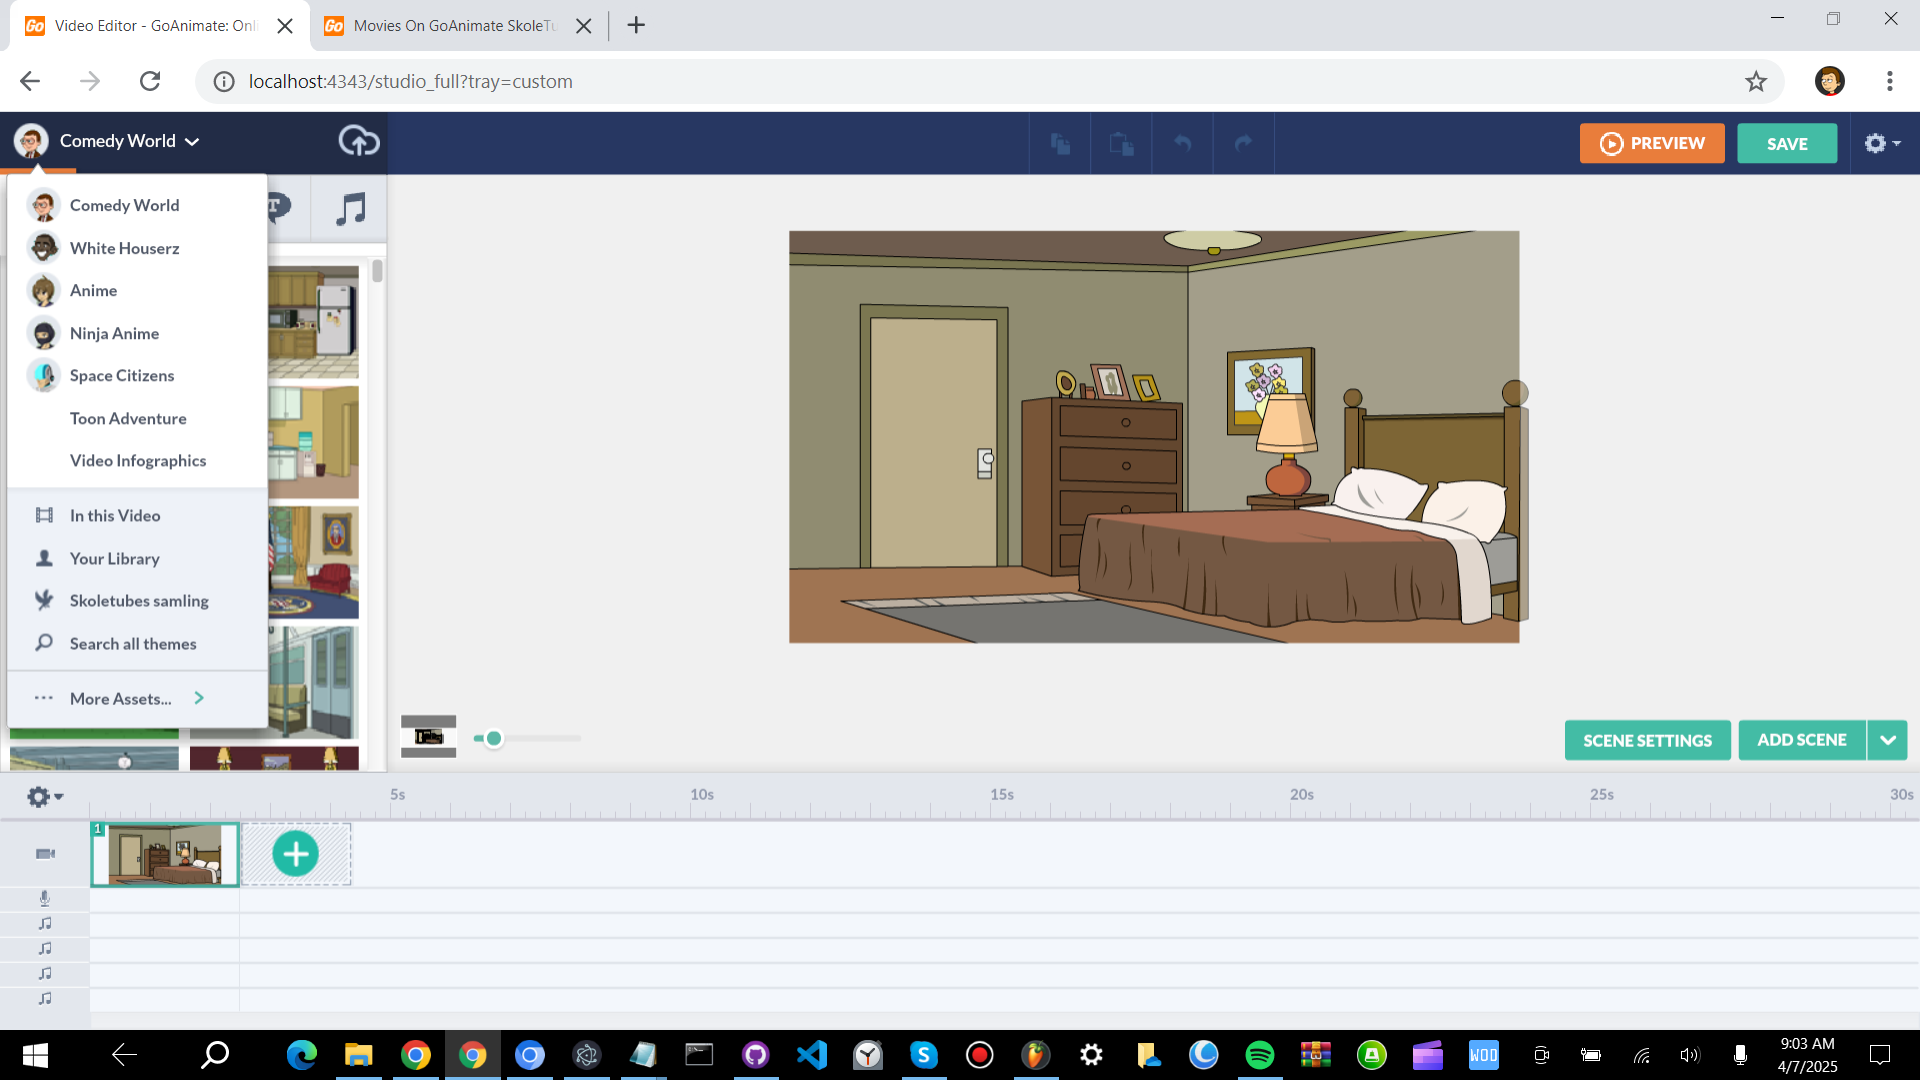 Go Video Editor - GoAnimate: Onl
Go Movies On GoAnimate SkoleTu
localhost:4343/studio_full?tray=custom
Comedy World
PREVIEW
SAVE
T
Comedy World
White Houserz
Anime
Ninja Anime
Space Citizens
Toon Adventure
Video Infographics
In this Video
Your Library
Skoletubes samling
Search all themes
More Assets...
SCENE SETTINGS
ADD SCENE
5s
10s
15s
20s
25s
30s
1
WOD
9:03 AM
4/7/2025